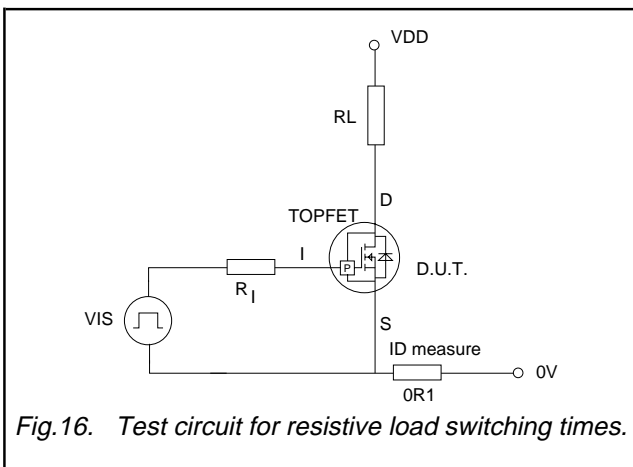 VDD
RL
D
TOPFET
I
P
D.U.T.
R I
VIS
S
ID measure
0V
0R1
Fig.16. Test circuit for resistive load switching times.